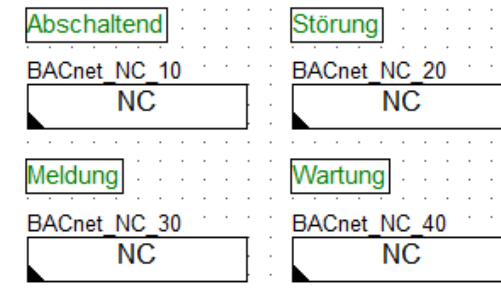 Abschaltend
Störung
BACnet_NC_10
BACnet_NC_20
NC
NC
Meldung
Wartung
BACnet_NC_30
BACnet_NC_40
NC
NC